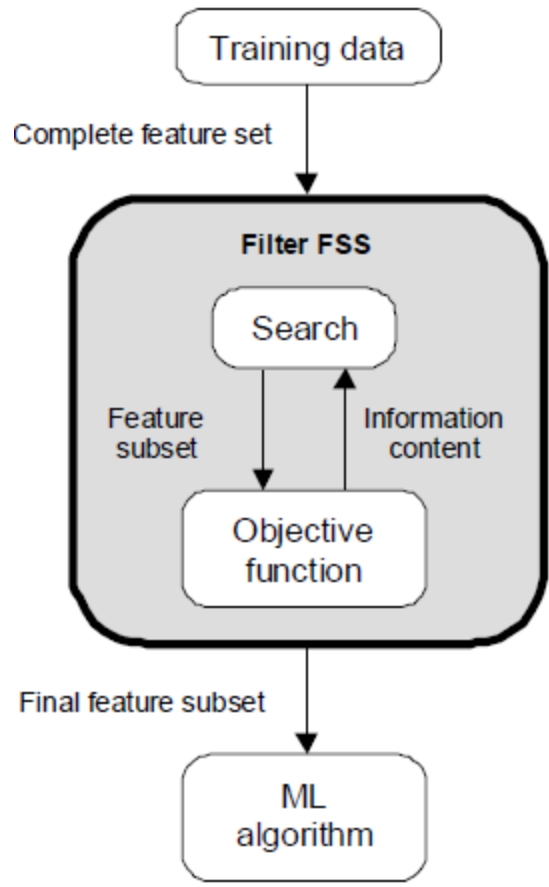 Training data
Complete feature set
Filter FSS
Search
Feature
subset
Information
content
Objective
function
Final feature subset
ML
algorithm